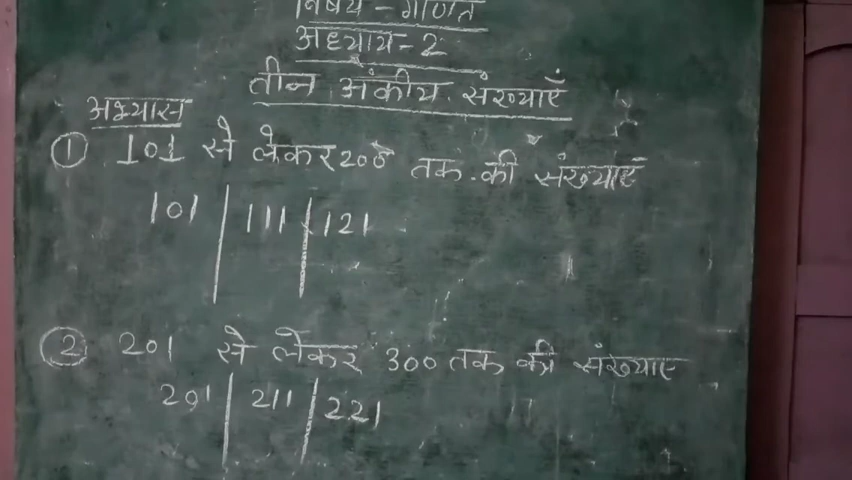 विषय - गणित
अध्याय - 2
तीन अंकीय संख्याएँ
अभ्यास
① 101 से लेकर 200 तक की संख्याएँ
101 | 111 | 121
② 201 से लेकर 300 तक की संख्याए
201 | 211 | 221